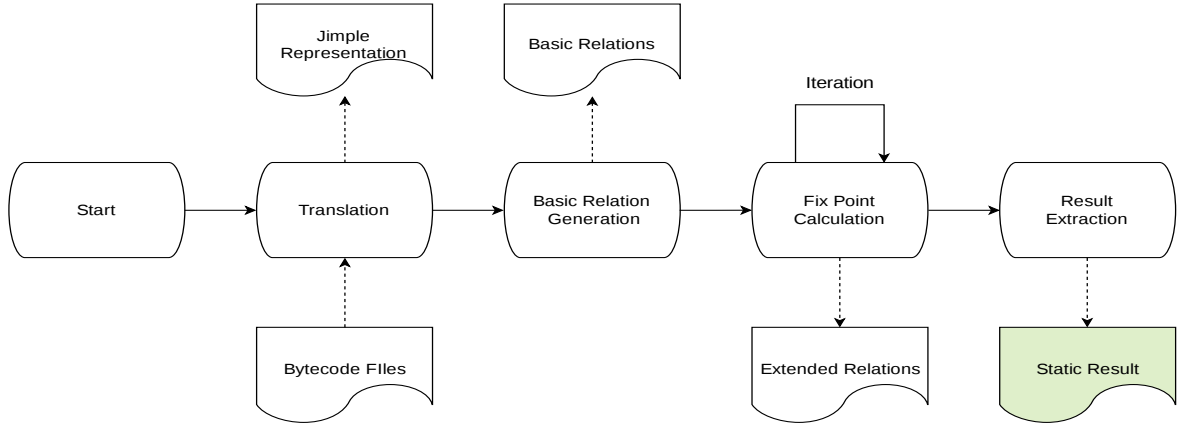 Jimple
Representation
Basic Relations
Iteration
Start
Translation
Basic Relation
Generation
Fix Point
Calculation
Result
Extraction
Bytecode FIles
Extended Relations
Static Result